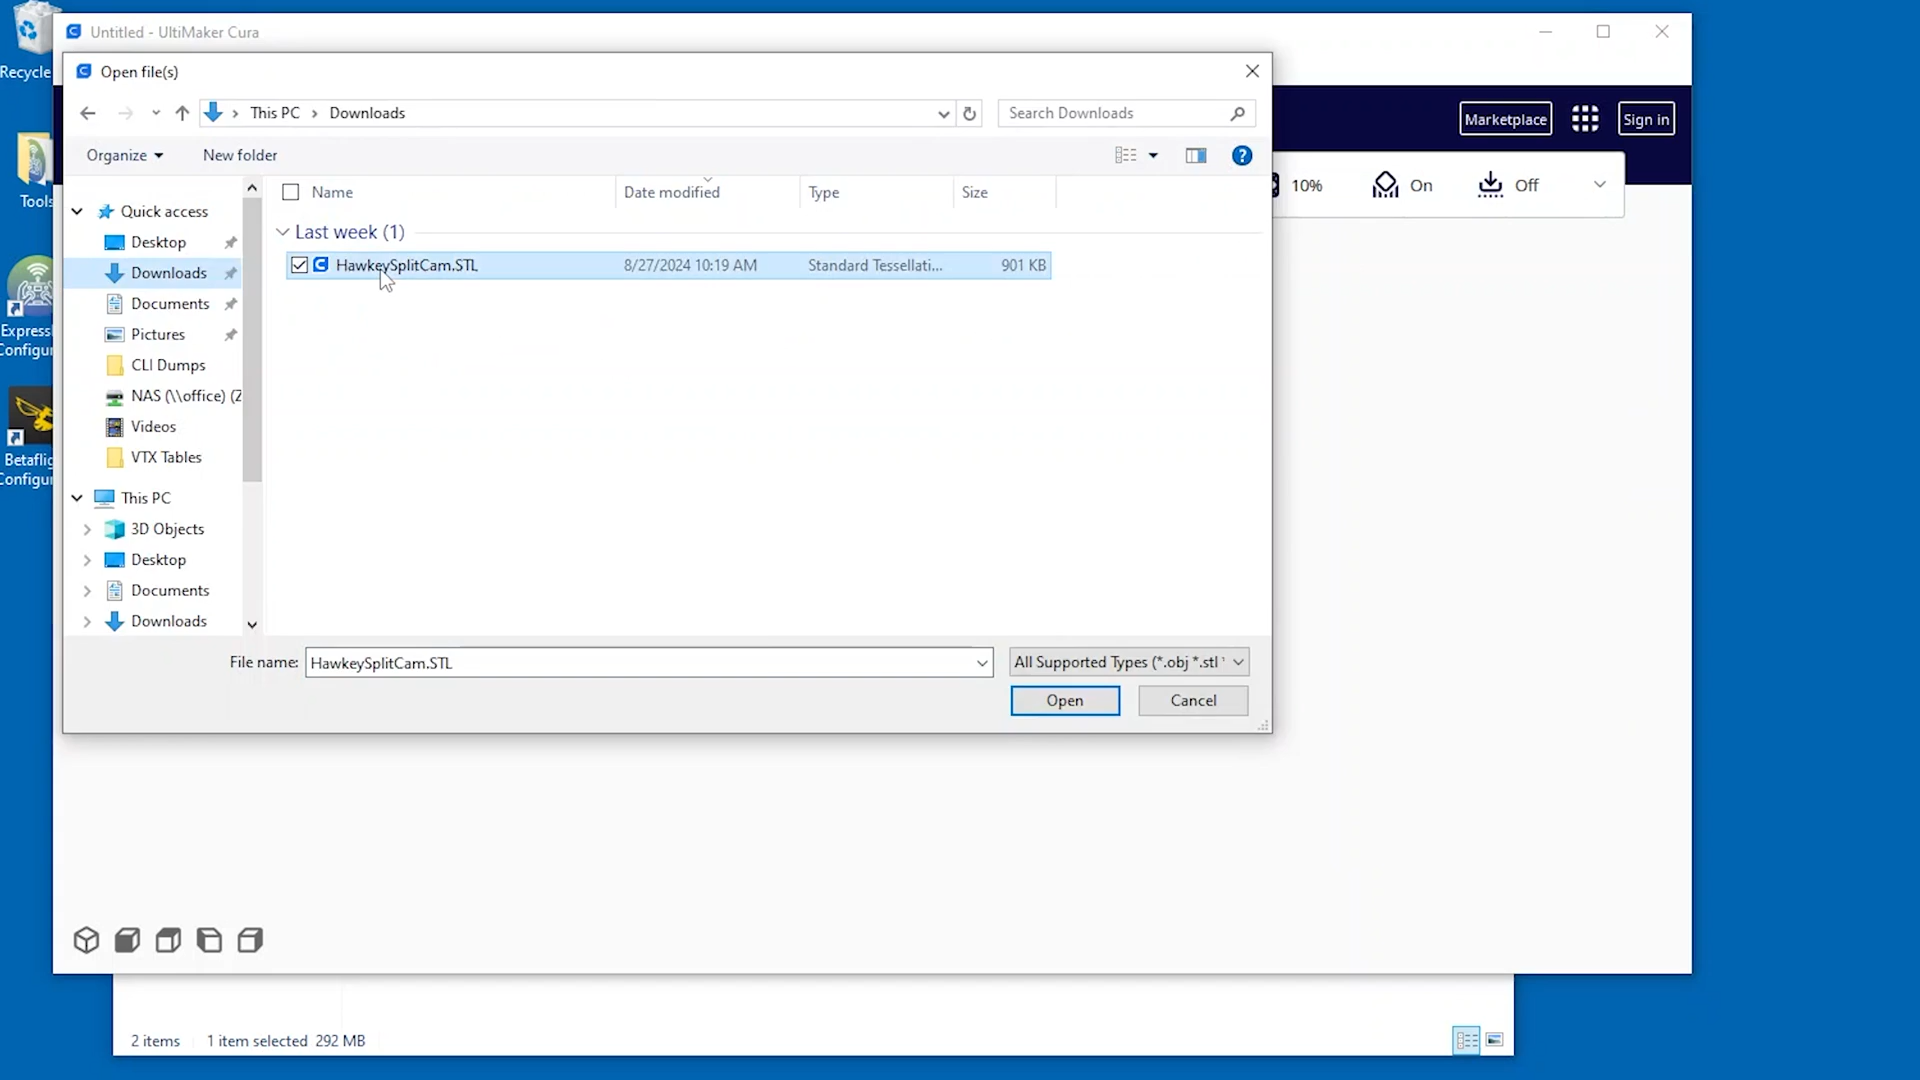 Untitled - UltiMaker Cura
Open file(s)
This PC > Downloads
Search Downloads
Organize
New folder
Marketplace
Sign in
10%
On
Off
Name
Date modified
Type
Size
Last week (1)
HawkeySplitCam.STL
8/27/2024 10:19 AM
Standard Tessellati...
901 KB
Quick access
Desktop
Downloads
Documents
Pictures
CLI Dumps
NAS (\\office) (Z
Videos
VTX Tables
This PC
3D Objects
Desktop
Documents
Downloads
File name:
HawkeySplitCam.STL
All Supported Types (*.obj *.stl
Open
Cancel
Recycle
Tools
Express
Configur
Betaflig
Configur
2 items
1 item selected 292 MB